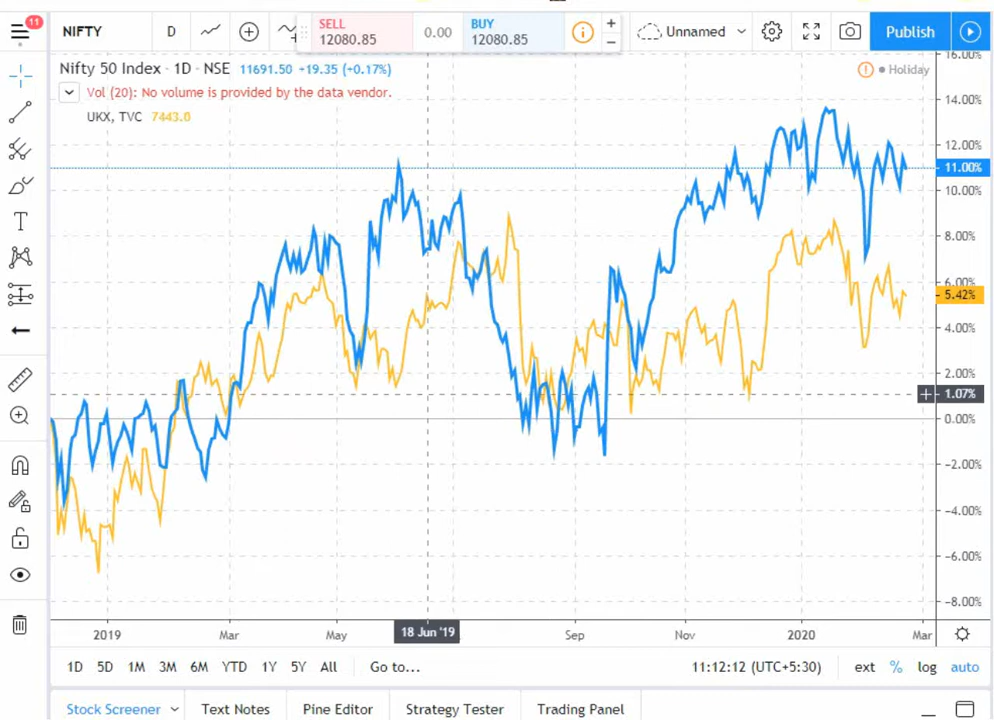 11
NIFTY
D
SELL
12080.85
0.00
BUY
12080.85
Unnamed
Publish
Nifty 50 Index · 1D · NSE 11691.50 +19.35 (+0.17%)
Holiday
Vol (20): No volume is provided by the data vendor.
UKX, TVC 7443.0
16.00%
14.00%
12.00%
11.00%
10.00%
8.00%
6.00%
5.42%
4.00%
2.00%
1.07%
0.00%
−2.00%
−4.00%
−6.00%
−8.00%
2019 Mar May 18 Jun '19 Sep Nov 2020 Mar
1D 5D 1M 3M 6M YTD 1Y 5Y All Go to... 11:12:12 (UTC+5:30) ext % log auto
Stock Screener Text Notes Pine Editor Strategy Tester Trading Panel